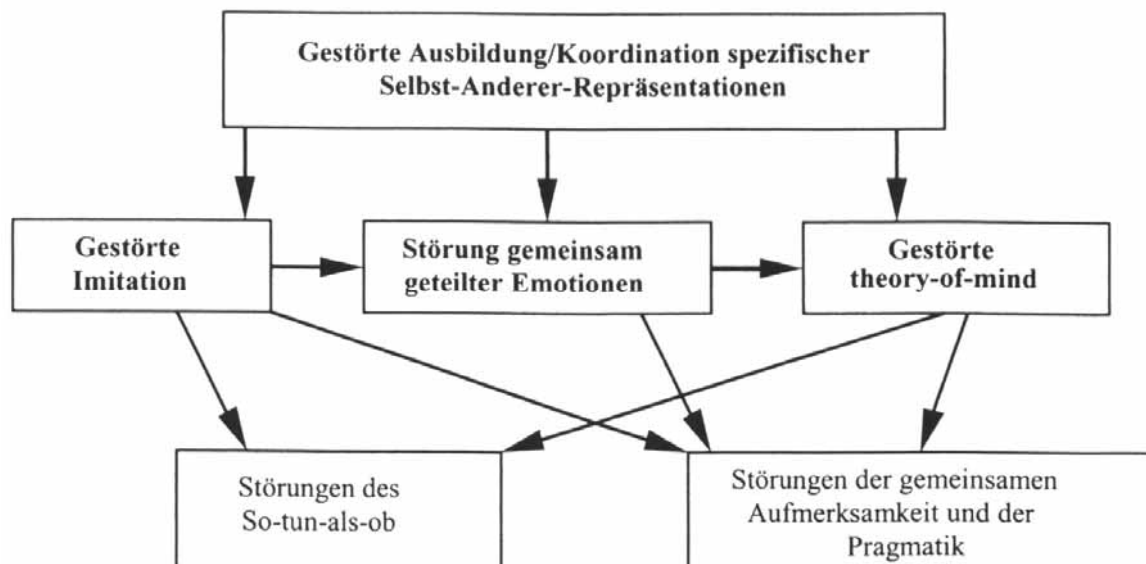 Gestörte Ausbildung/Koordination spezifischer
Selbst-Anderer-Repräsentationen
Gestörte
Imitation
Störung gemeinsam
geteilter Emotionen
Gestörte
theory-of-mind
Störungen des
So-tun-als-ob
Störungen der gemeinsamen
Aufmerksamkeit und der
Pragmatik